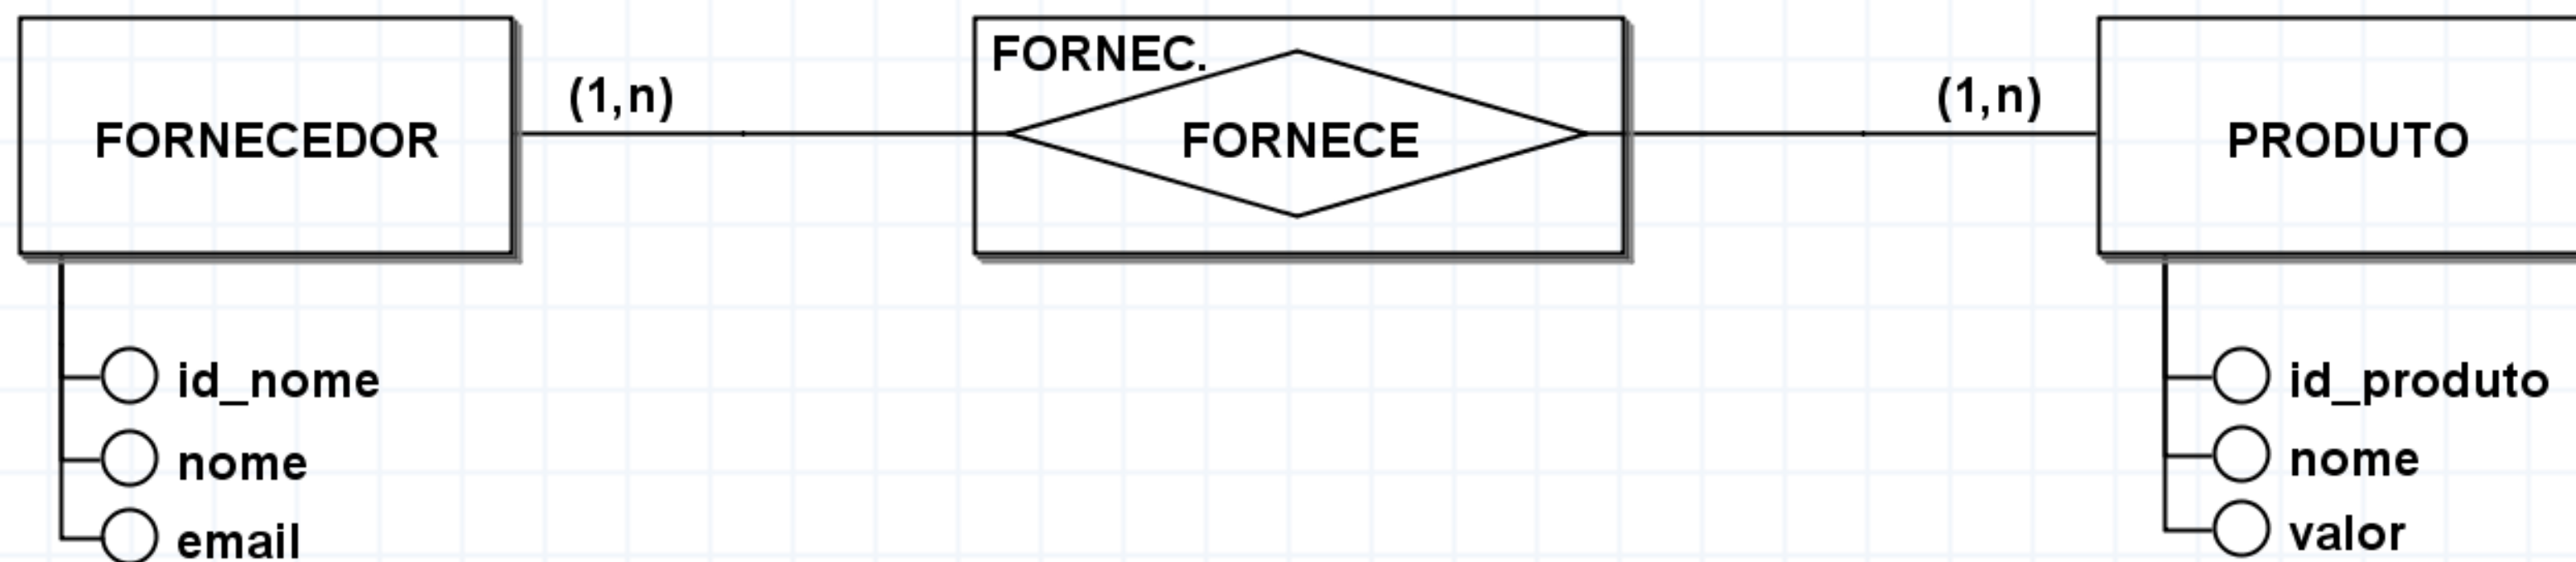 FORNECEDOR
(1,n)
FORNEC.
FORNECE
(1,n)
PRODUTO
id_nome
nome
email
id_produto
nome
valor